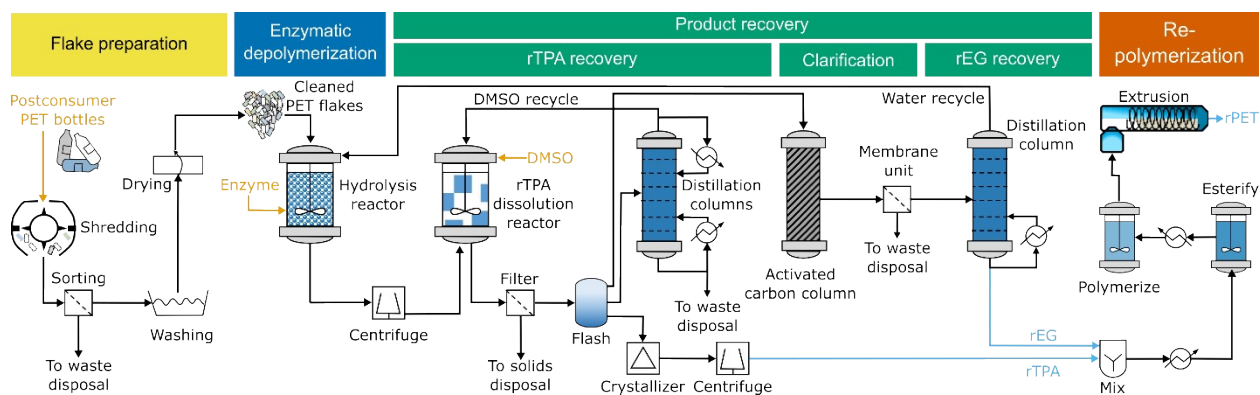 Flake preparation
Enzymatic
depolymerization
Product recovery
rTPA recovery
Clarification
rEG recovery
Re-
polymerization
Postconsumer
PET bottles
Shredding
Sorting
To waste
disposal
Washing
Drying
Cleaned
PET flakes
Enzyme
Hydrolysis
reactor
Centrifuge
DMSO recycle
DMSO
rTPA
dissolution
reactor
Filter
To solids
disposal
Flash
Distillation
columns
To waste
disposal
Crystallizer
Centrifuge
Activated
carbon column
Membrane
unit
To waste
disposal
Water recycle
Distillation
column
rEG
rTPA
Mix
Extrusion
rPET
Esterify
Polymerize